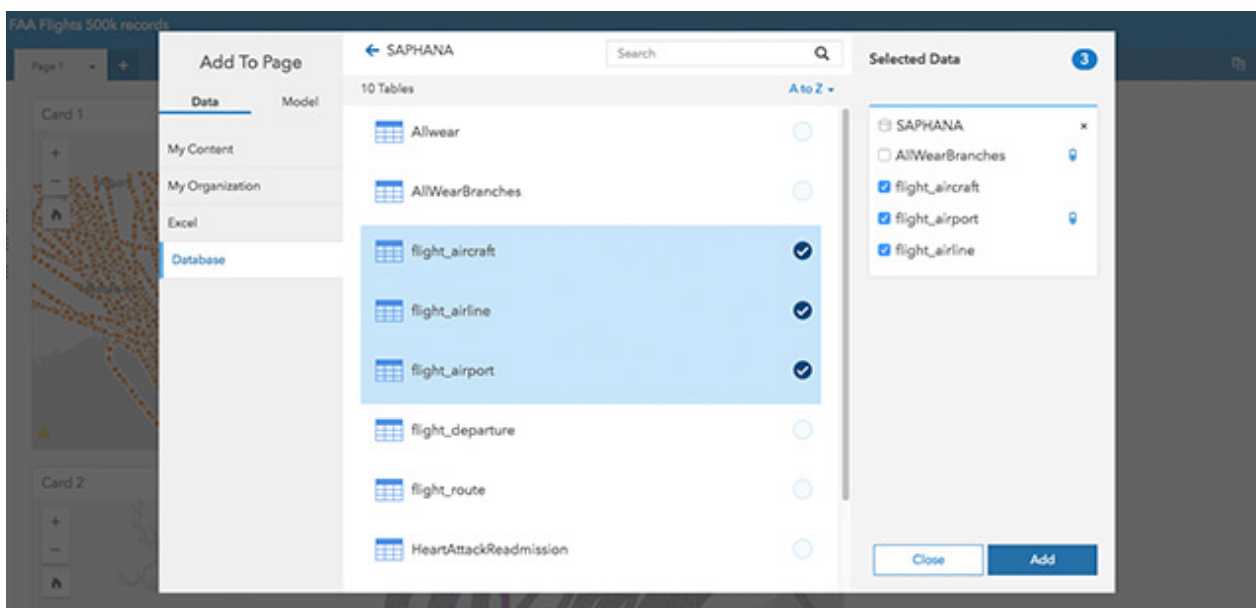 FAA Flights 500k records
Page 1
Card 1
Card 2
Add To Page
Data Model
My Content
My Organization
Excel
Database
SAPHANA
Search
10 Tables
A to Z
Allwear
AllWearBranches
flight_aircraft
flight_airline
flight_airport
flight_departure
flight_route
HeartAttackReadmission
Selected Data
3
SAPHANA
AllWearBranches
flight_aircraft
flight_airport
flight_airline
Close Add